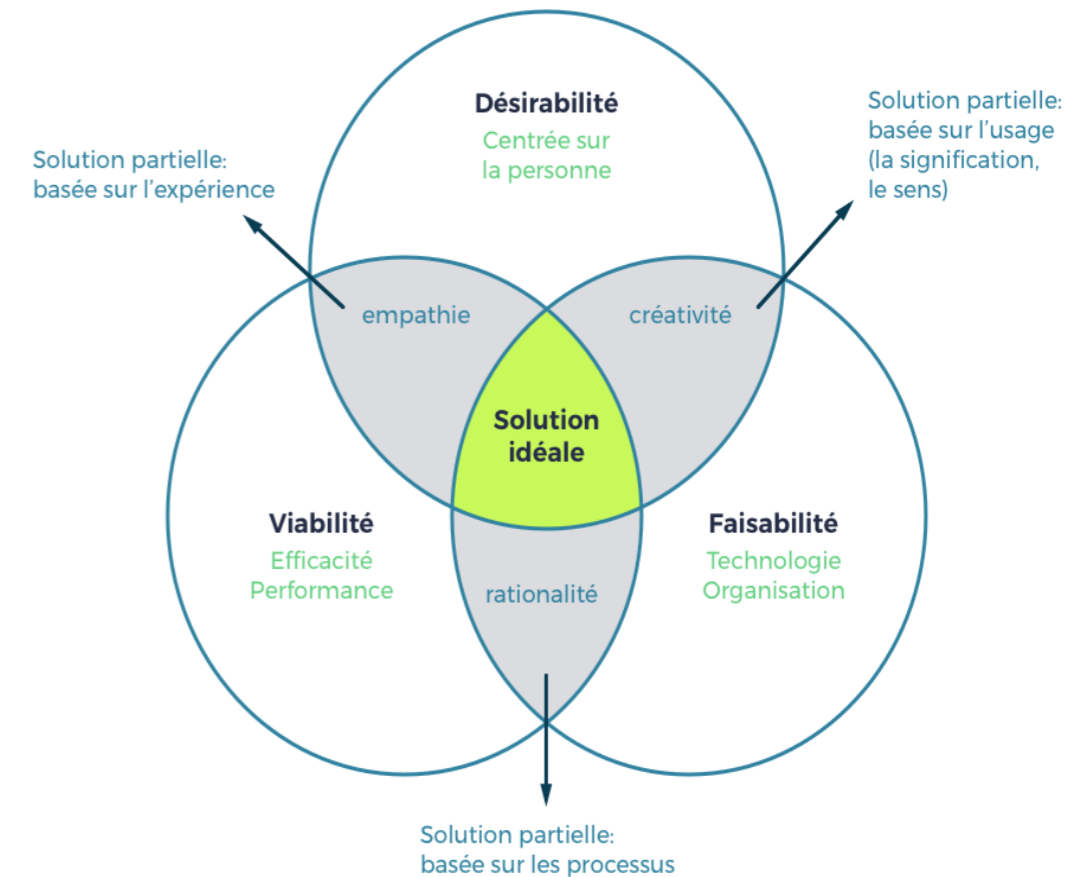 Désirabilité
Centrée sur
la personne
Solution partielle:
basée sur l'expérience
Solution partielle:
basée sur l'usage
(la signification,
le sens)
empathie
créativité
Solution
idéale
Viabilité
Efficacité
Performance
Faisabilité
Technologie
Organisation
rationalité
Solution partielle:
basée sur les processus